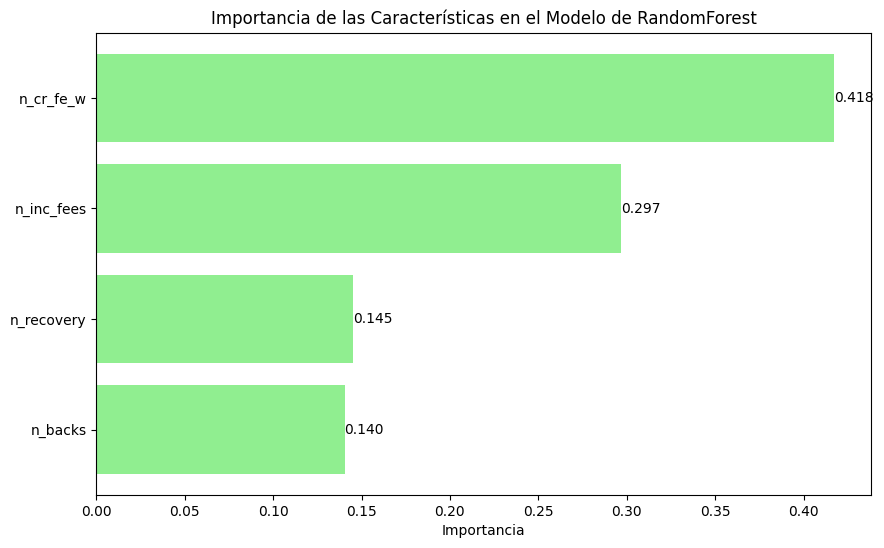 Importancia de las Características en el Modelo de RandomForest
n_cr_fe_w
0.418
n_inc_fees
0.297
n_recovery
0.145
n_backs
0.140
0.00 0.05 0.10 0.15 0.20 0.25 0.30 0.35 0.40
Importancia